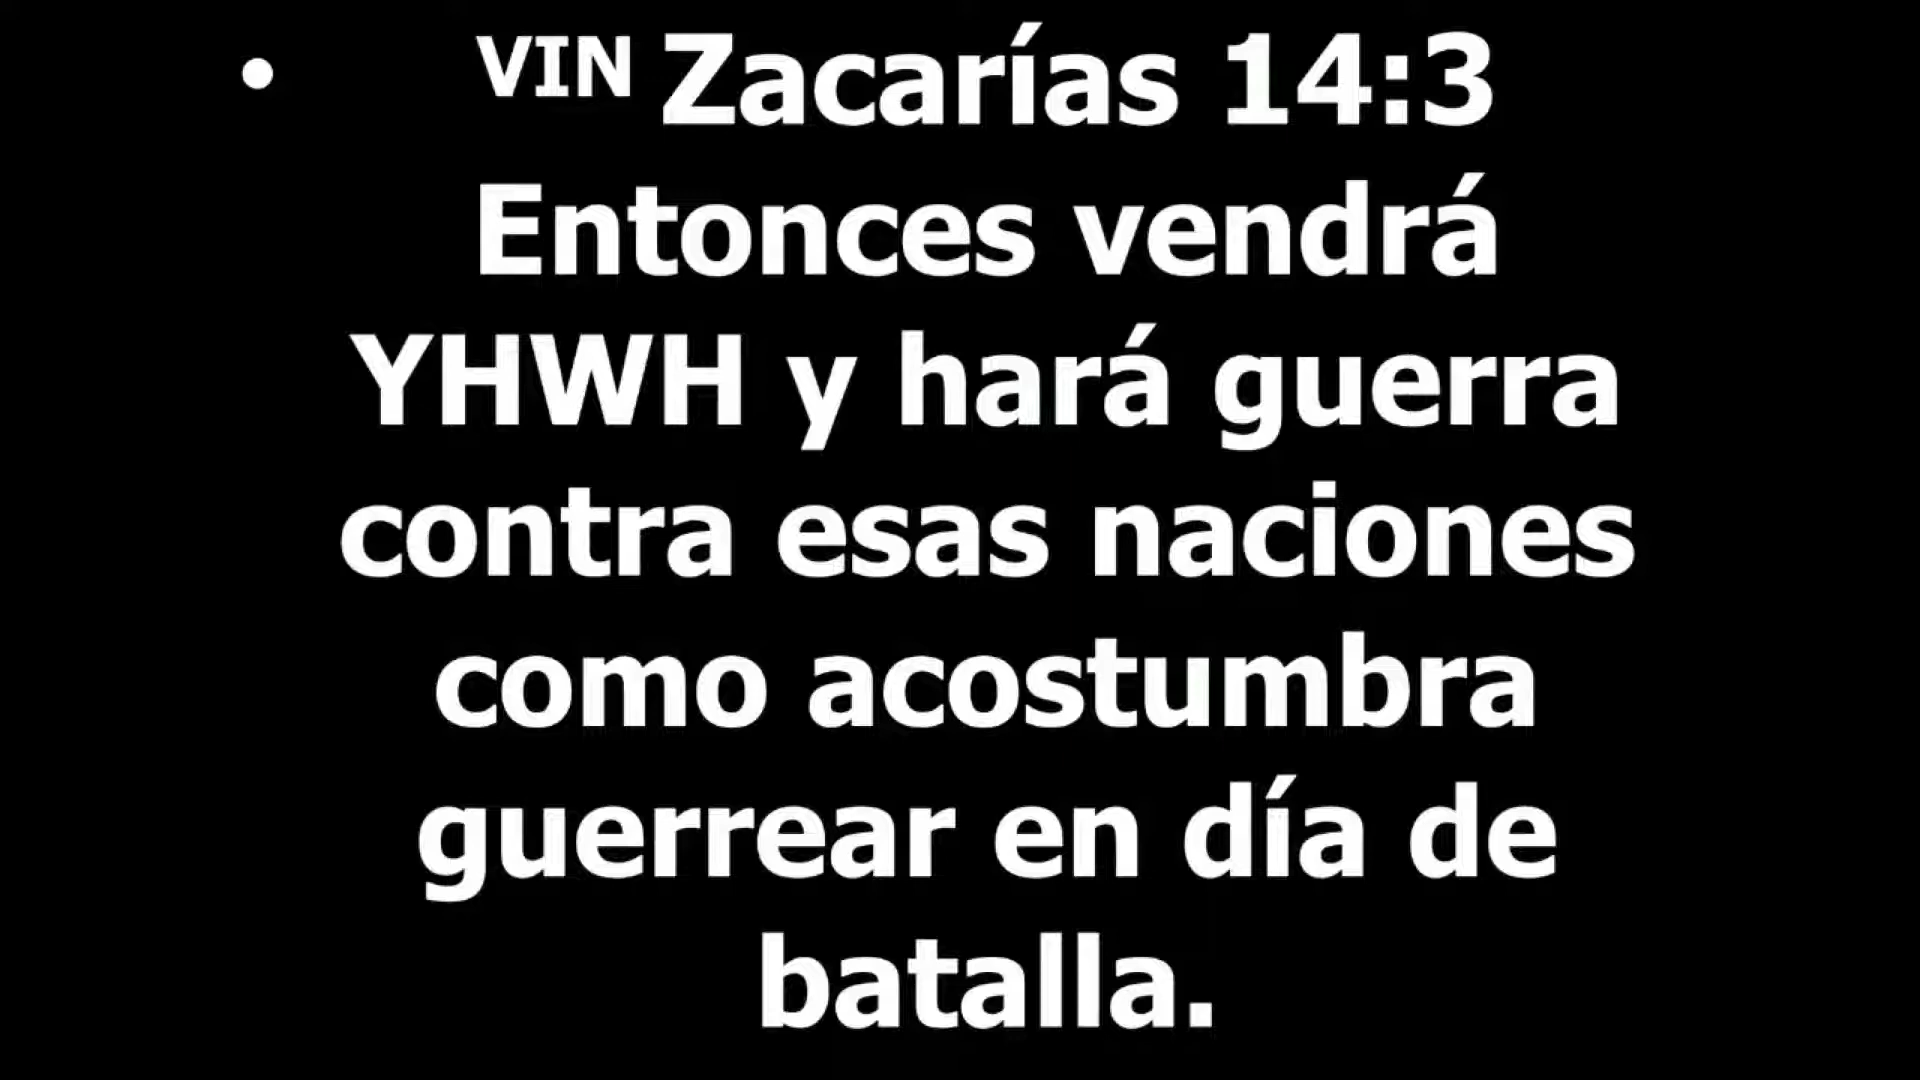 • VIN Zacarías 14:3
Entonces vendrá
YHWH y hará guerra
contra esas naciones
como acostumbra
guerrear en día de
batalla.